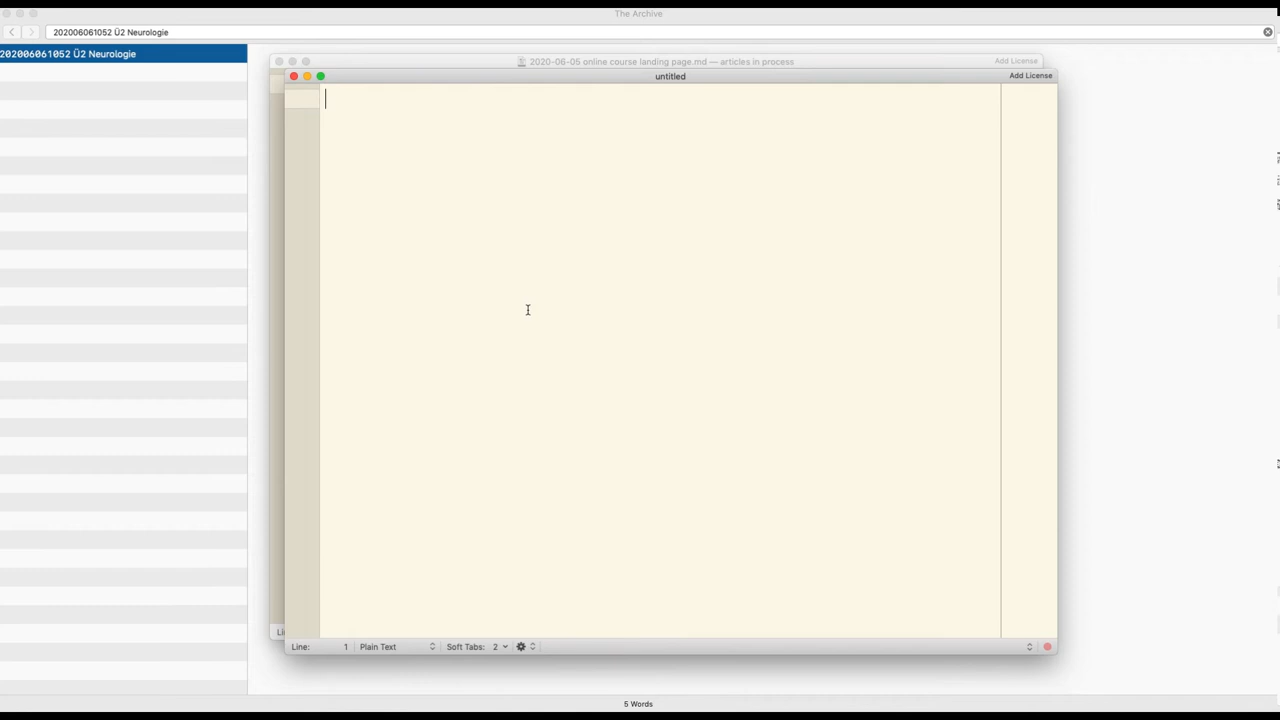 The Archive
202006061052 Ü2 Neurologie
202006061052 Ü2 Neurologie
2020-06-05 online course landing page.md — articles in process
Add License
untitled
Add License
Line: 1 Plain Text Soft Tabs: 2
5 Words